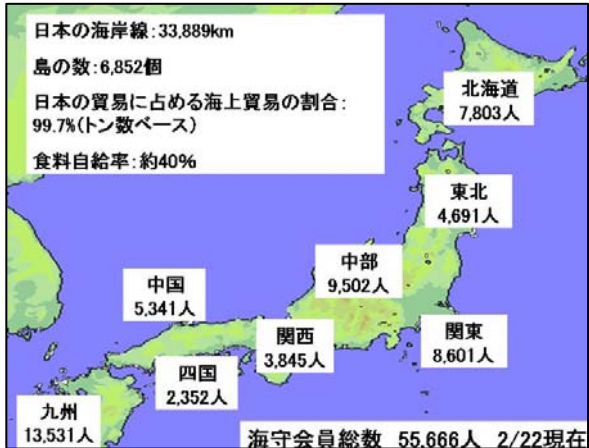 日本の海岸線：33,889km
島の数：6,852個
日本の貿易に占める海上貿易の割合：
99.7%(トン数ベース)
食料自給率：約40%
北海道
7,803人
東北
4,691人
中部
9,502人
中国
5,341人
関西
3,845人
関東
8,601人
四国
2,352人
九州
13,531人
海守会員総数 55,666人 2/22現在